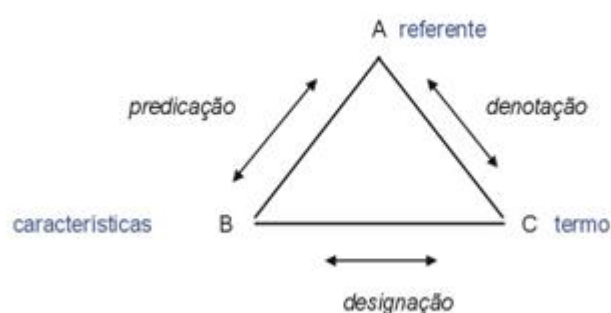 A referente
predicação
denotação
características B
C termo
designação